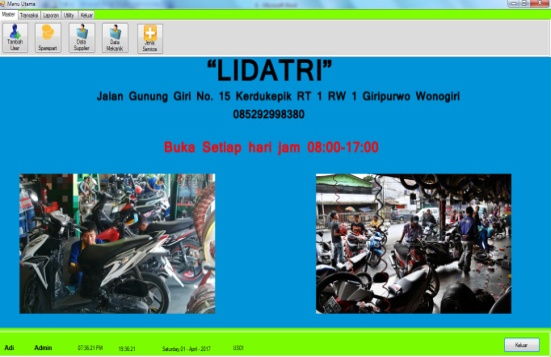 Menu Utama
Master Transaksi Laporan Utility Keluar
Tambah User
Sparepart
Data Supplier
Data Mekanik
Jenis Service
“LIDATRI”
Jalan Gunung Giri No. 15 Kerdukepik RT 1 RW 1 Giripurwo Wonogiri
085292998380
Buka Setiap hari jam 08:00-17:00
Adi Admin 07:36:21 PM 19:36:21 Saturday 01 - April - 2017 Keluar